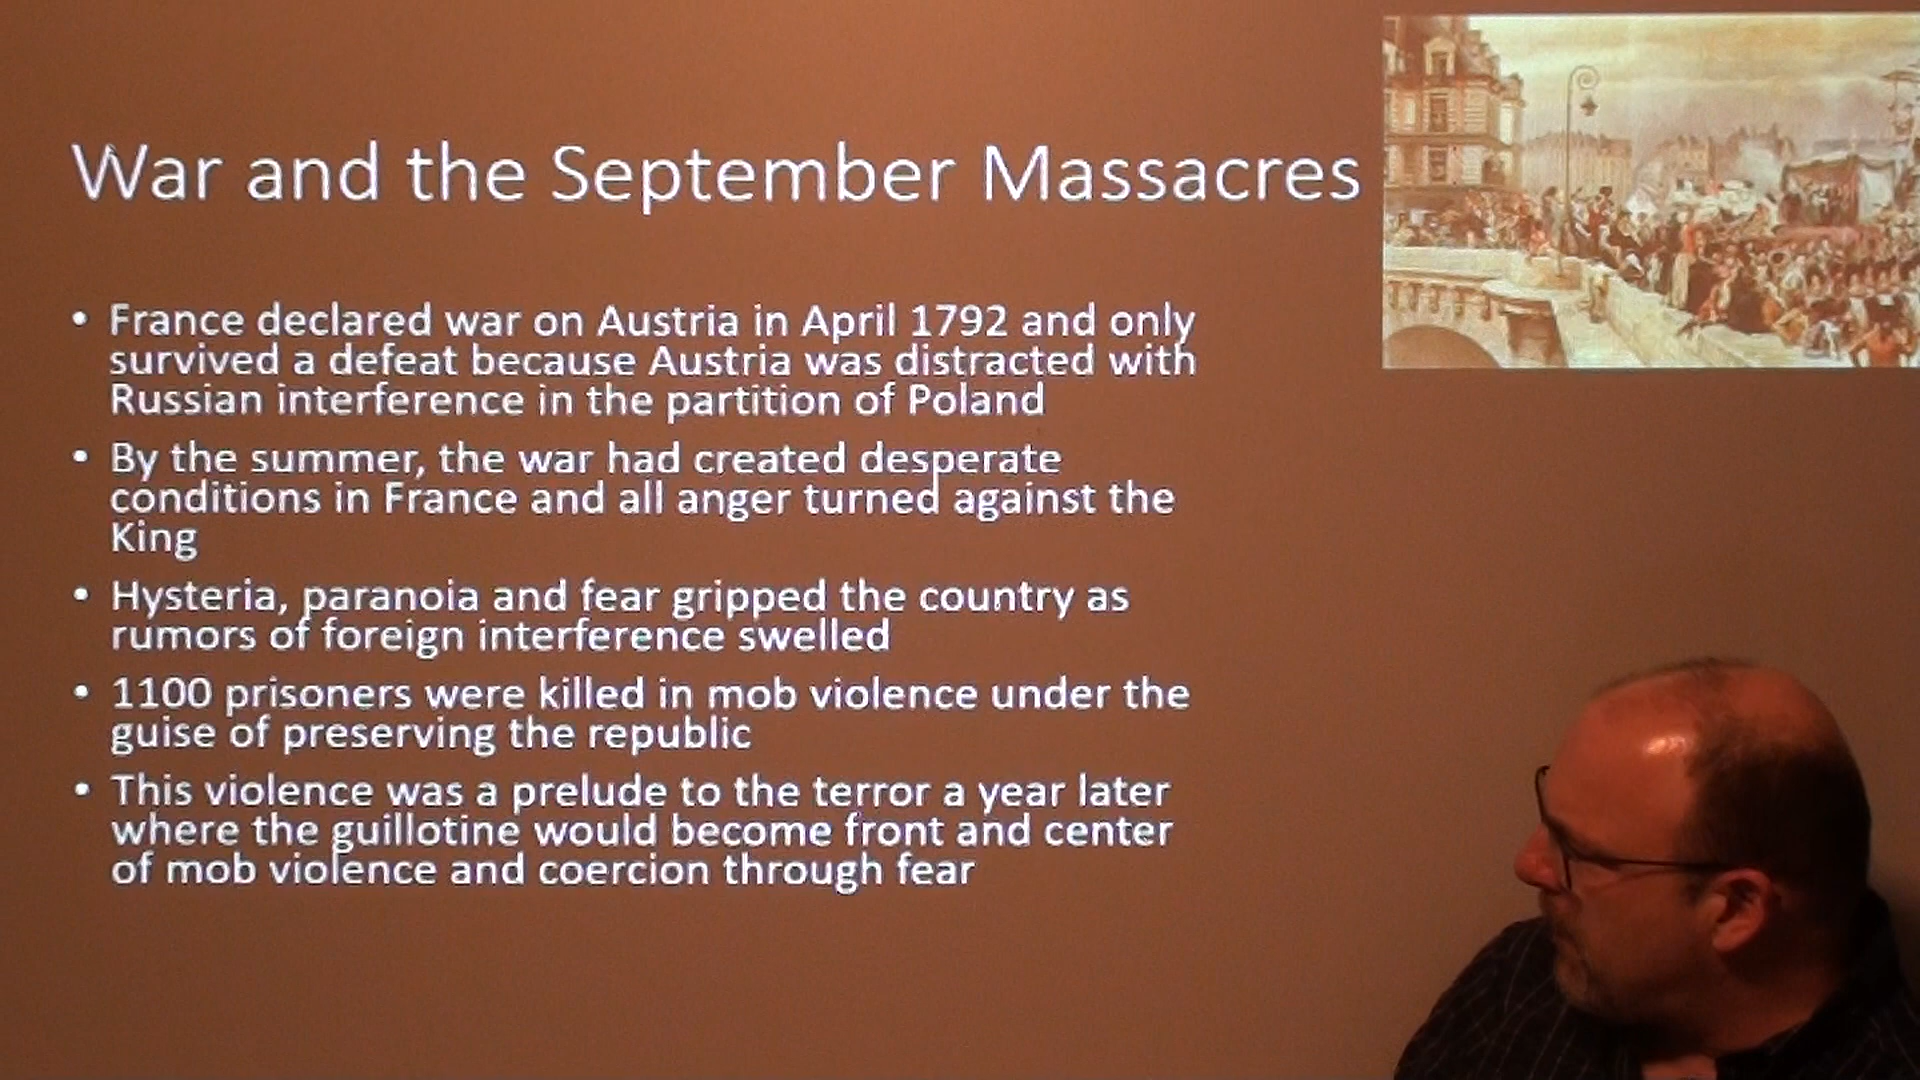 War and the September Massacres
• France declared war on Austria in April 1792 and only
survived a defeat because Austria was distracted with
Russian interference in the partition of Poland
• By the summer, the war had created desperate
conditions in France and all anger turned against the
King
• Hysteria, paranoia and fear gripped the country as
rumors of foreign interference swelled
• 1100 prisoners were killed in mob violence under the
guise of preserving the republic
• This violence was a prelude to the terror a year later
where the guillotine would become front and center
of mob violence and coercion through fear